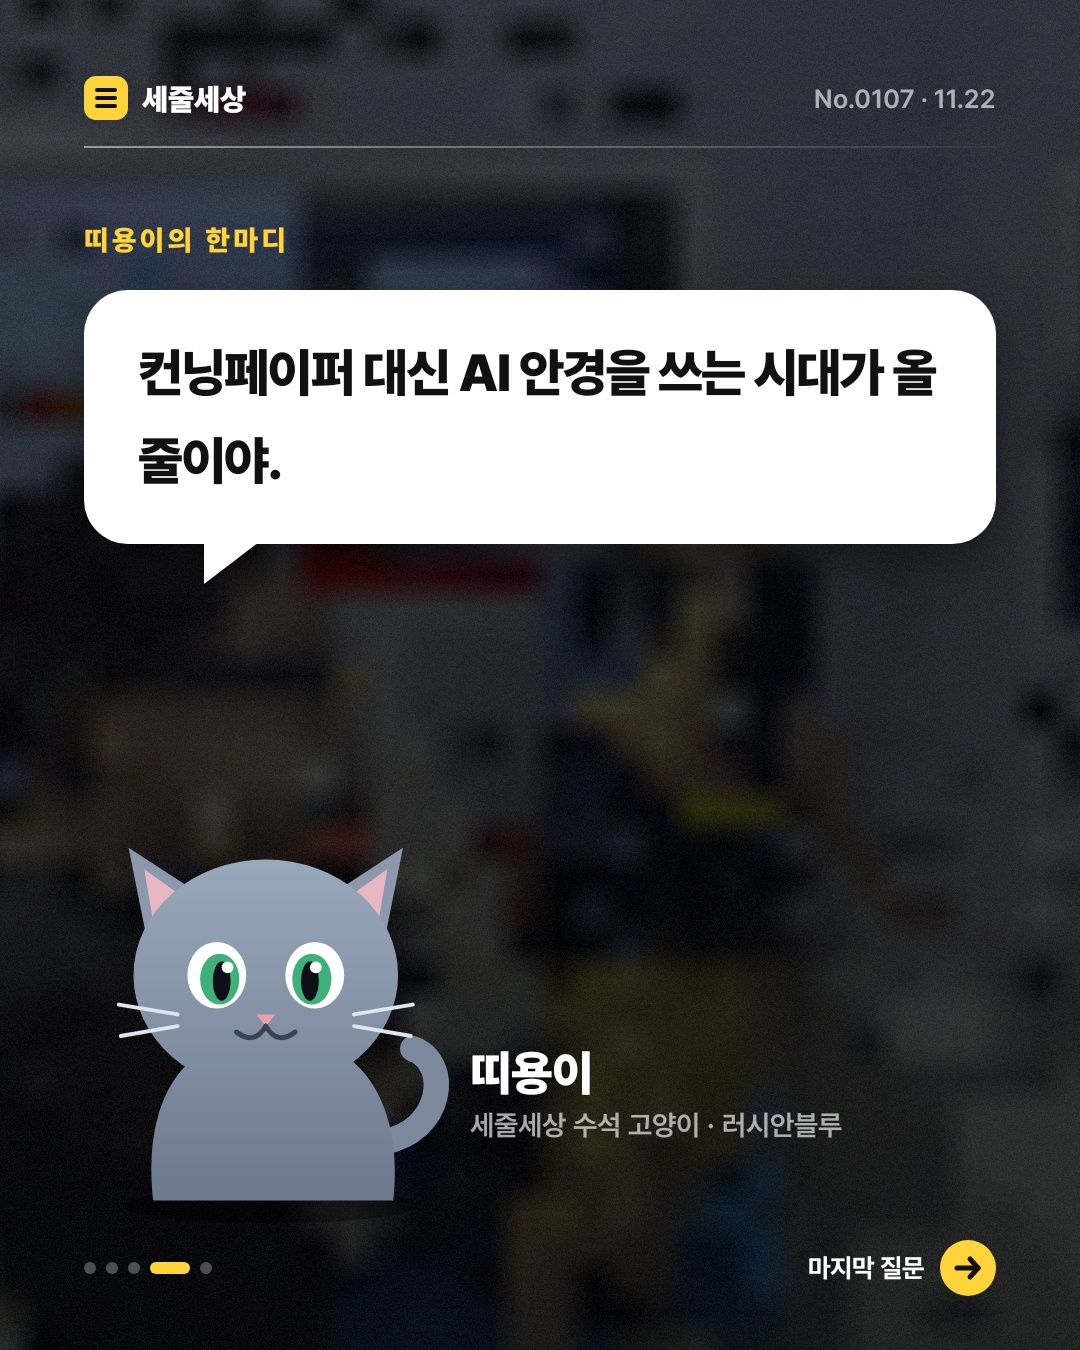 세줄세상
No.0107 · 11.22
띠용이의 한마디
컨닝페이퍼 대신 AI 안경을 쓰는 시대가 올
줄이야.
띠용이
세줄세상 수석 고양이 · 러시안블루
마지막 질문